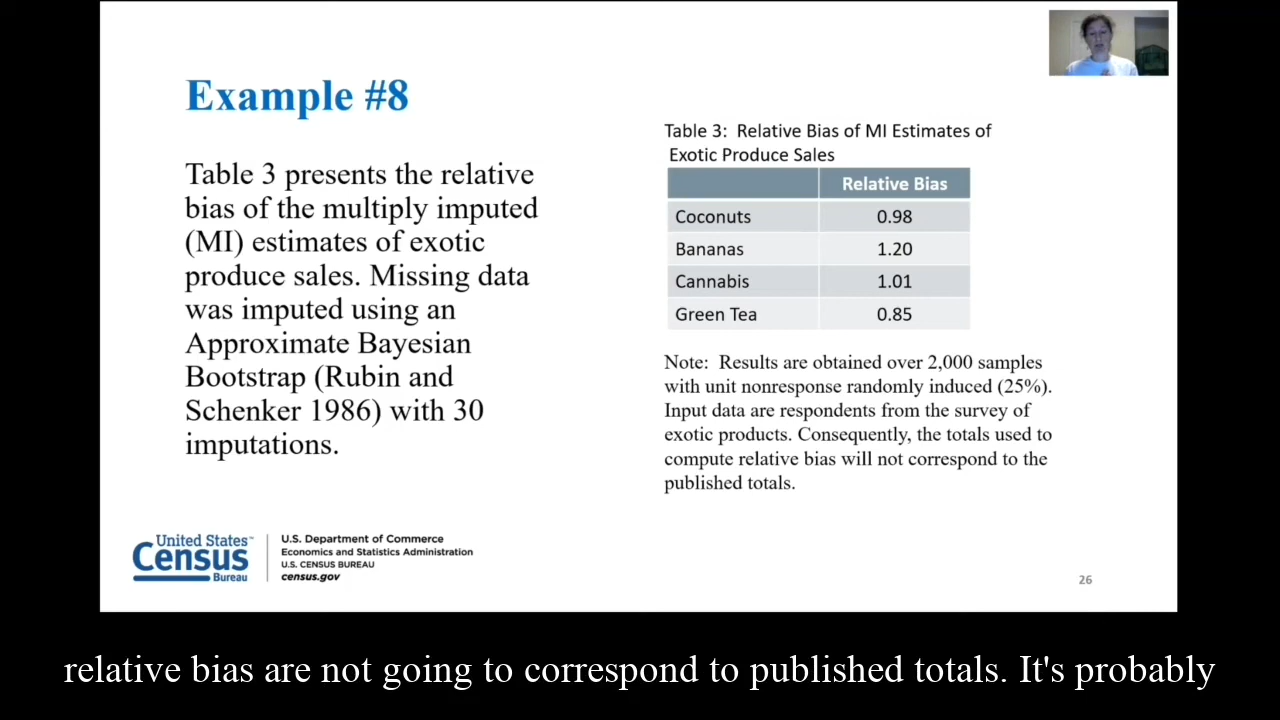 Example #8
Table 3 presents the relative
bias of the multiply imputed
(MI) estimates of exotic
produce sales. Missing data
was imputed using an
Approximate Bayesian
Bootstrap (Rubin and
Schenker 1986) with 30
imputations.
Table 3: Relative Bias of MI Estimates of
Exotic Produce Sales
Relative Bias
Coconuts 0.98
Bananas 1.20
Cannabis 1.01
Green Tea 0.85
Note: Results are obtained over 2,000 samples
with unit nonresponse randomly induced (25%).
Input data are respondents from the survey of
exotic products. Consequently, the totals used to
compute relative bias will not correspond to the
published totals.
United States™
Census
Bureau
U.S. Department of Commerce
Economics and Statistics Administration
U.S. CENSUS BUREAU
census.gov
26
relative bias are not going to correspond to published totals. It's probably